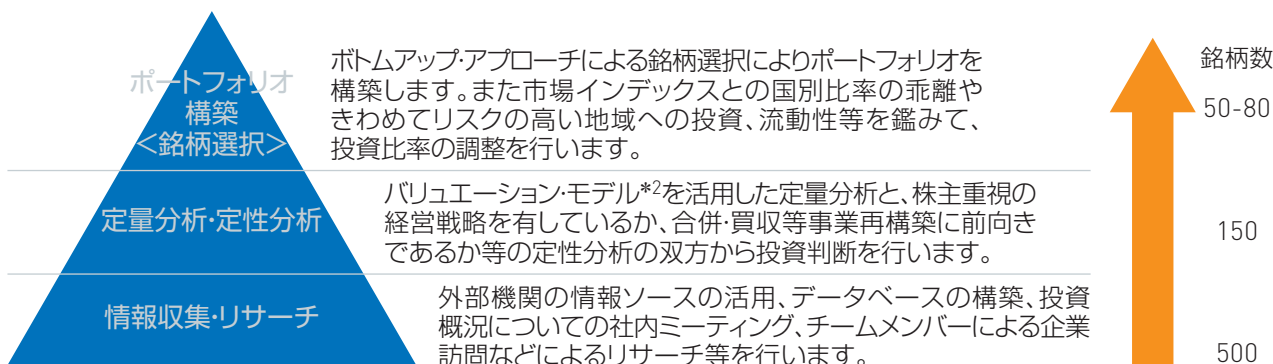 ポートフォリオ
構築
<銘柄選択>
ボトムアップ・アプローチによる銘柄選択によりポートフォリオを
構築します。また市場インデックスとの国別比率の乖離や
きわめてリスクの高い地域への投資、流動性等を鑑みて、
投資比率の調整を行います。
銘柄数
50-80
定量分析・定性分析
バリュエーション・モデル*2を活用した定量分析と、株主重視の
経営戦略を有しているか、合併・買収等事業再構築に前向き
であるか等の定性分析の双方から投資判断を行います。
150
情報収集・リサーチ
外部機関の情報ソースの活用、データベースの構築、投資
概況についての社内ミーティング、チームメンバーによる企業
訪問などによるリサーチ等を行います。
500